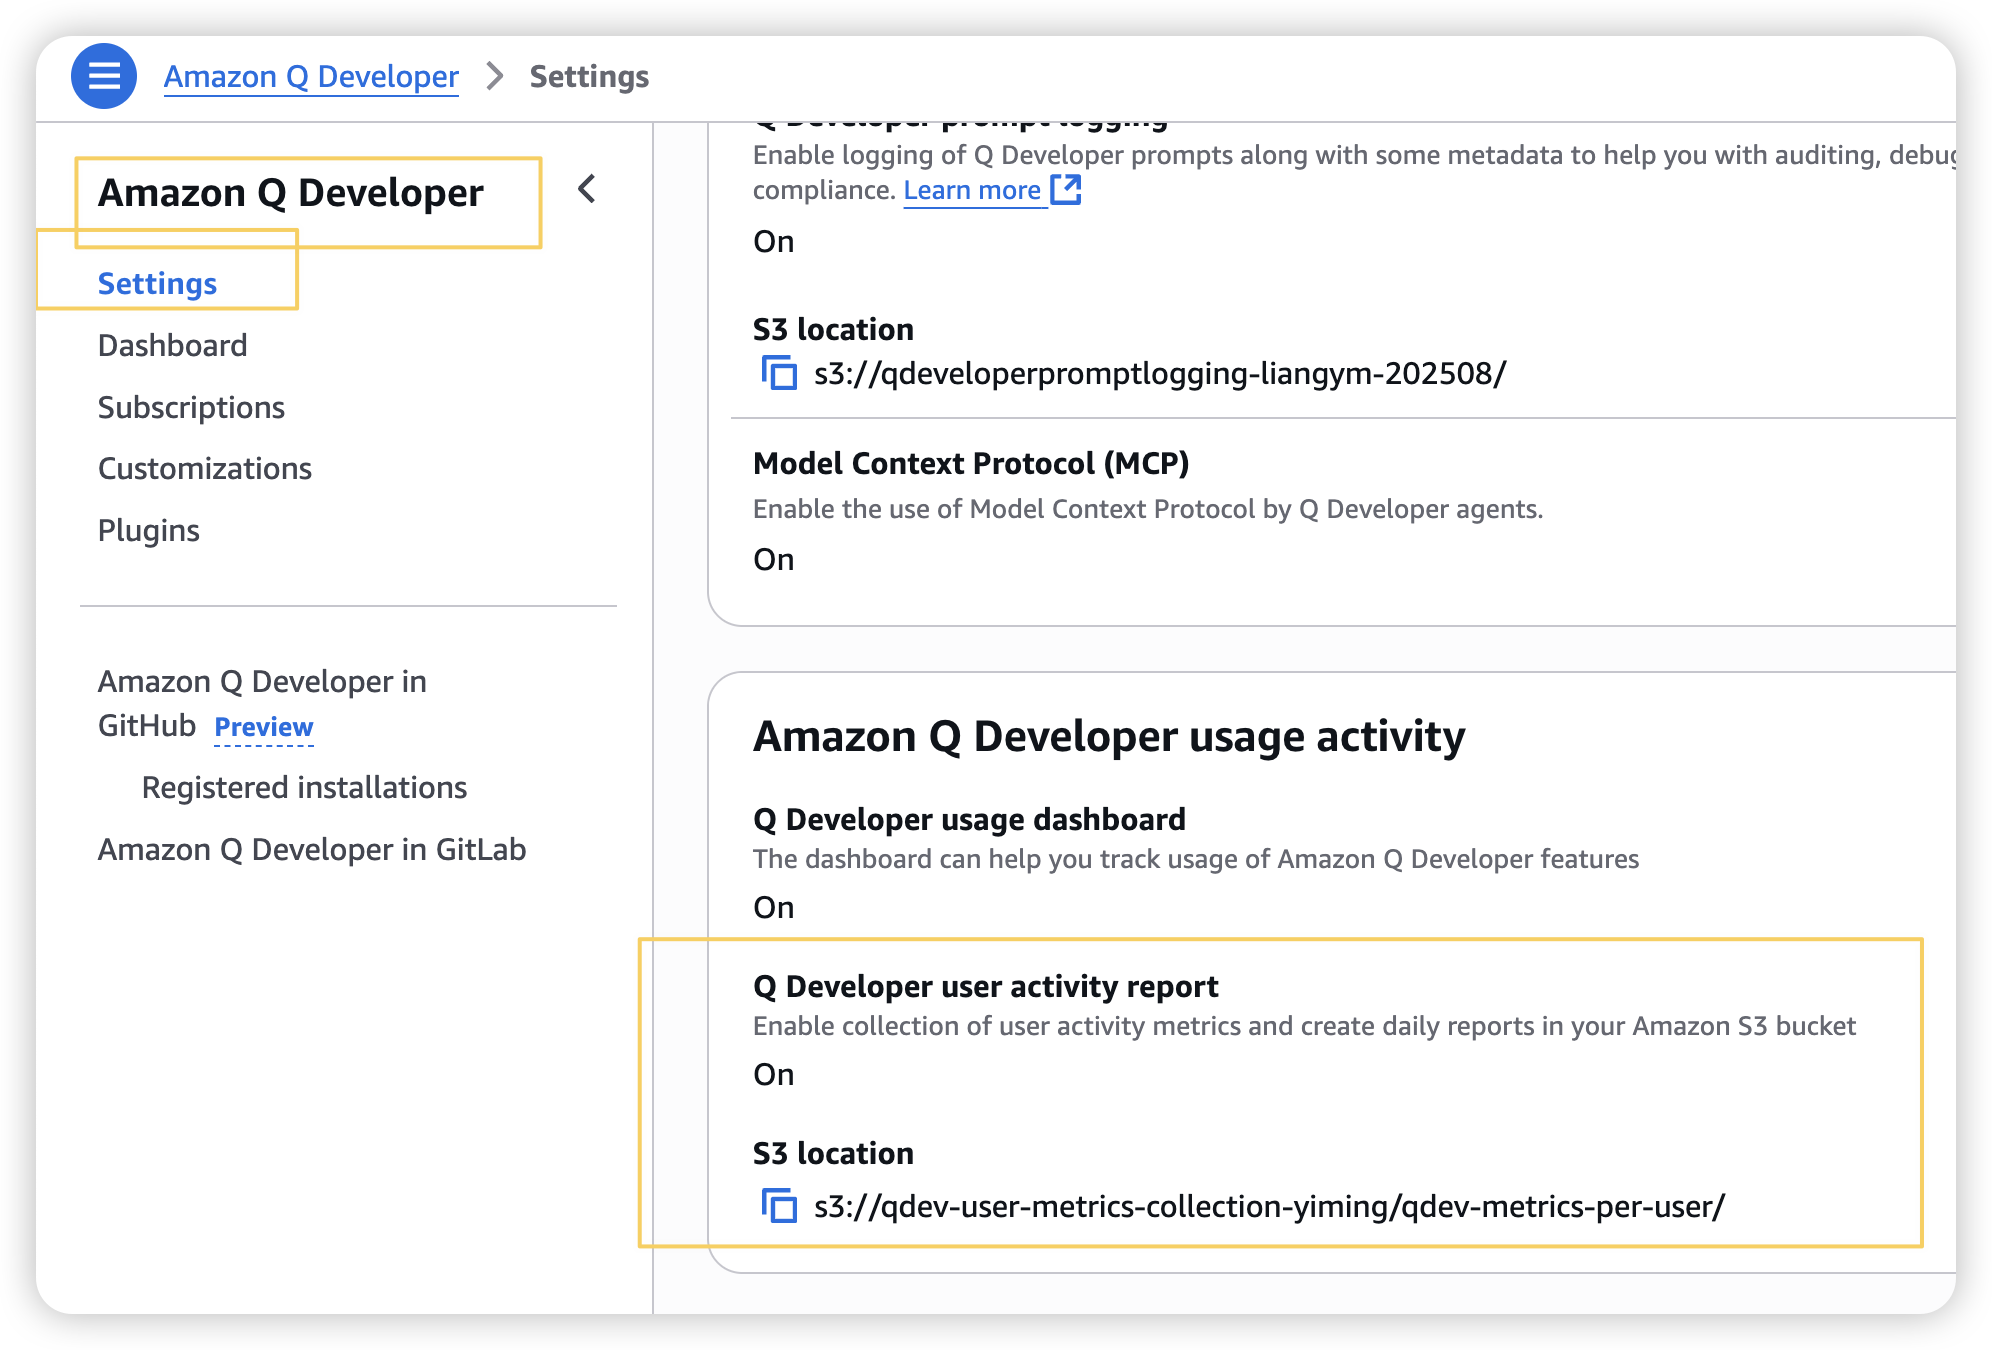 Amazon Q Developer > Settings
Amazon Q Developer
Settings
Dashboard
Subscriptions
Customizations
Plugins
Amazon Q Developer in
GitHub Preview
Registered installations
Amazon Q Developer in GitLab
Q Developer prompt logging
Enable logging of Q Developer prompts along with some metadata to help you with auditing,
compliance. Learn more
On
S3 location
s3://qdeveloperpromptlogging-liangym-202508/
Model Context Protocol (MCP)
Enable the use of Model Context Protocol by Q Developer agents.
On
Amazon Q Developer usage activity
Q Developer usage dashboard
The dashboard can help you track usage of Amazon Q Developer features
On
Q Developer user activity report
Enable collection of user activity metrics and create daily reports in your Amazon S3 bucket
On
S3 location
s3://qdev-user-metrics-collection-yiming/qdev-metrics-per-user/